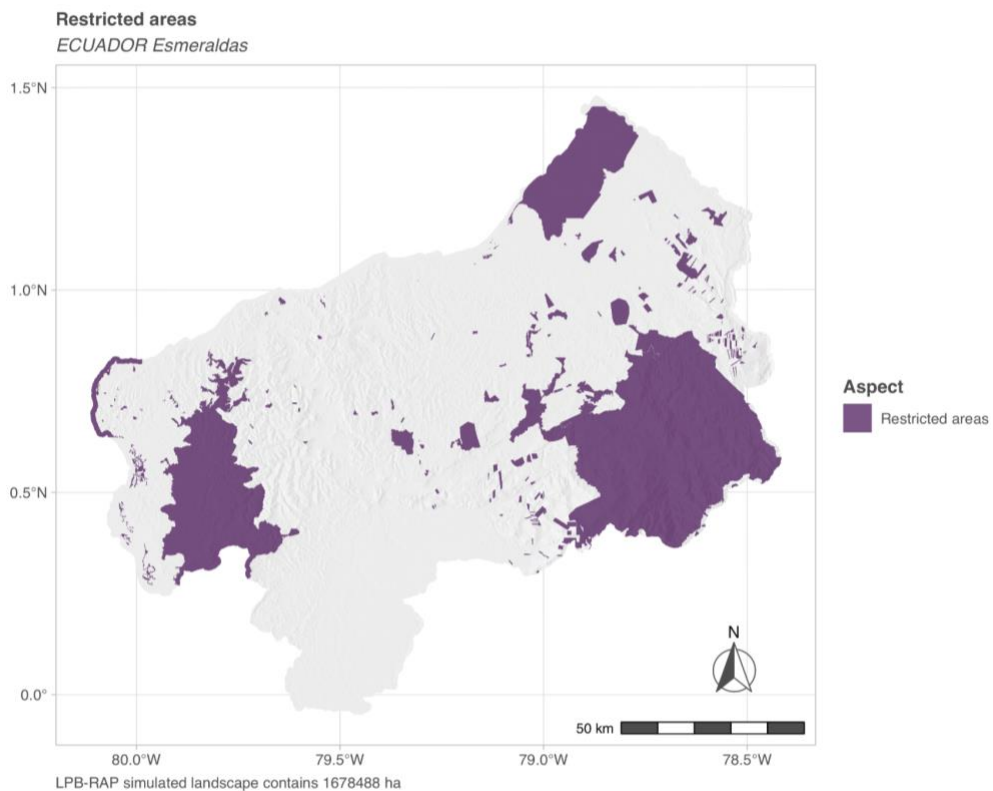 Restricted areas
ECUADOR Esmeraldas
1.5°N
1.0°N
0.5°N
0.0°
80.0°W 79.5°W 79.0°W 78.5°W
N
50 km
Aspect
Restricted areas
LPB-RAP simulated landscape contains 1678488 ha